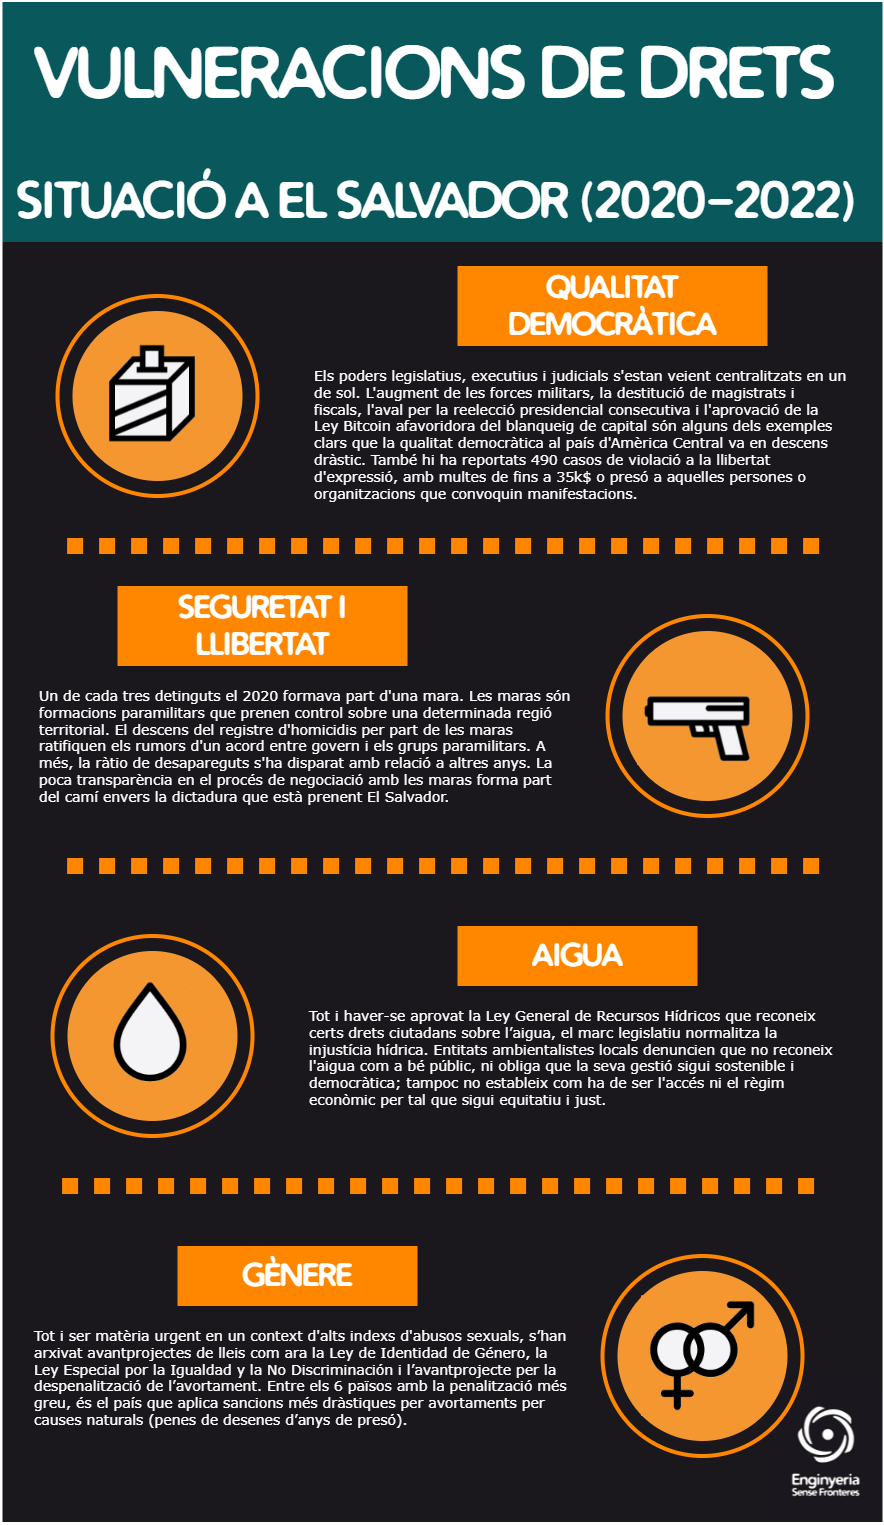 VULNERACIONS DE DRETS
SITUACIÓ A EL SALVADOR (2020-2022)
QUALITAT
DEMOCRÀTICA
Els poders legislatius, executius i judicials s'estan veient centralitzats en un
de sol. L'augment de les forces militars, la destitució de magistrats i
fiscals, l'aval per la reelecció presidencial consecutiva i l'aprovació de la
Ley Bitcoin afavoridora del blanqueig de capital són alguns dels exemples
clars que la qualitat democràtica al país d'Amèrica Central va en descens
dràstic. També hi ha reportats 490 casos de violació a la llibertat
d'expressió, amb multes de fins a 35k$ o presó a aquelles persones o
organitzacions que convoquin manifestacions.
SEGURETAT I
LLIBERTAT
Un de cada tres detinguts el 2020 formava part d'una mara. Les maras són
formacions paramilitars que prenen control sobre una determinada regió
territorial. El descens del registre d'homicidis per part de les maras
ratifiquen els rumors d'un acord entre govern i els grups paramilitars. A
més, la ràtio de desapareguts s'ha disparat amb relació a altres anys. La
poca transparència en el procés de negociació amb les maras forma part
del camí envers la dictadura que està prenent El Salvador.
AIGUA
Tot i haver-se aprovat la Ley General de Recursos Hídricos que reconeix
certs drets ciutadans sobre l’aigua, el marc legislatiu normalitza la
injustícia hídrica. Entitats ambientalistes locals denuncien que no reconeix
l'aigua com a bé públic, ni obliga que la seva gestió sigui sostenible i
democràtica; tampoc no estableix com ha de ser l'accés ni el règim
econòmic per tal que sigui equitatiu i just.
GÈNERE
Tot i ser matèria urgent en un context d'alts indexs d'abusos sexuals, s’han
arxivat avantprojectes de lleis com ara la Ley de Identidad de Género, la
Ley Especial por la Igualdad y la No Discriminación i l’avantprojecte per la
despenalització de l’avortament. Entre els 6 països amb la penalització més
greu, és el país que aplica sancions més dràstiques per avortaments per
causes naturals (penes de desenes d’anys de presó).
Enginyeria
Sense Fronteres